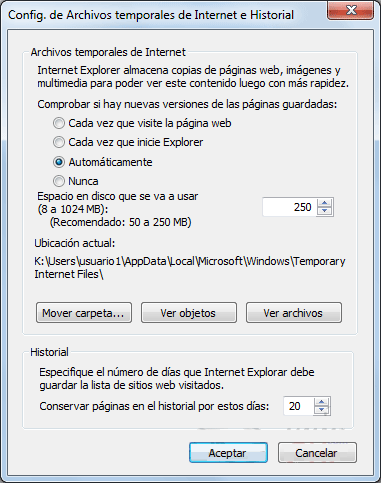 Config. de Archivos temporales de Internet e Historial
Archivos temporales de Internet
Internet Explorer almacena copias de páginas web, imágenes y
multimedia para poder ver este contenido luego con más rapidez.
Comprobar si hay nuevas versiones de las páginas guardadas:
Cada vez que visite la página web
Cada vez que inicie Explorer
Automáticamente
Nunca
Espacio en disco que se va a usar
(8 a 1024 MB): 250
(Recomendado: 50 a 250 MB)
Ubicación actual:
K:\Users\usuario1\AppData\Local\Microsoft\Windows\Temporary
Internet Files\
Mover carpeta... Ver objetos Ver archivos
Historial
Especifique el número de días que Internet Explorar debe
guardar la lista de sitios web visitados.
Conservar páginas en el historial por estos días: 20
Aceptar Cancelar